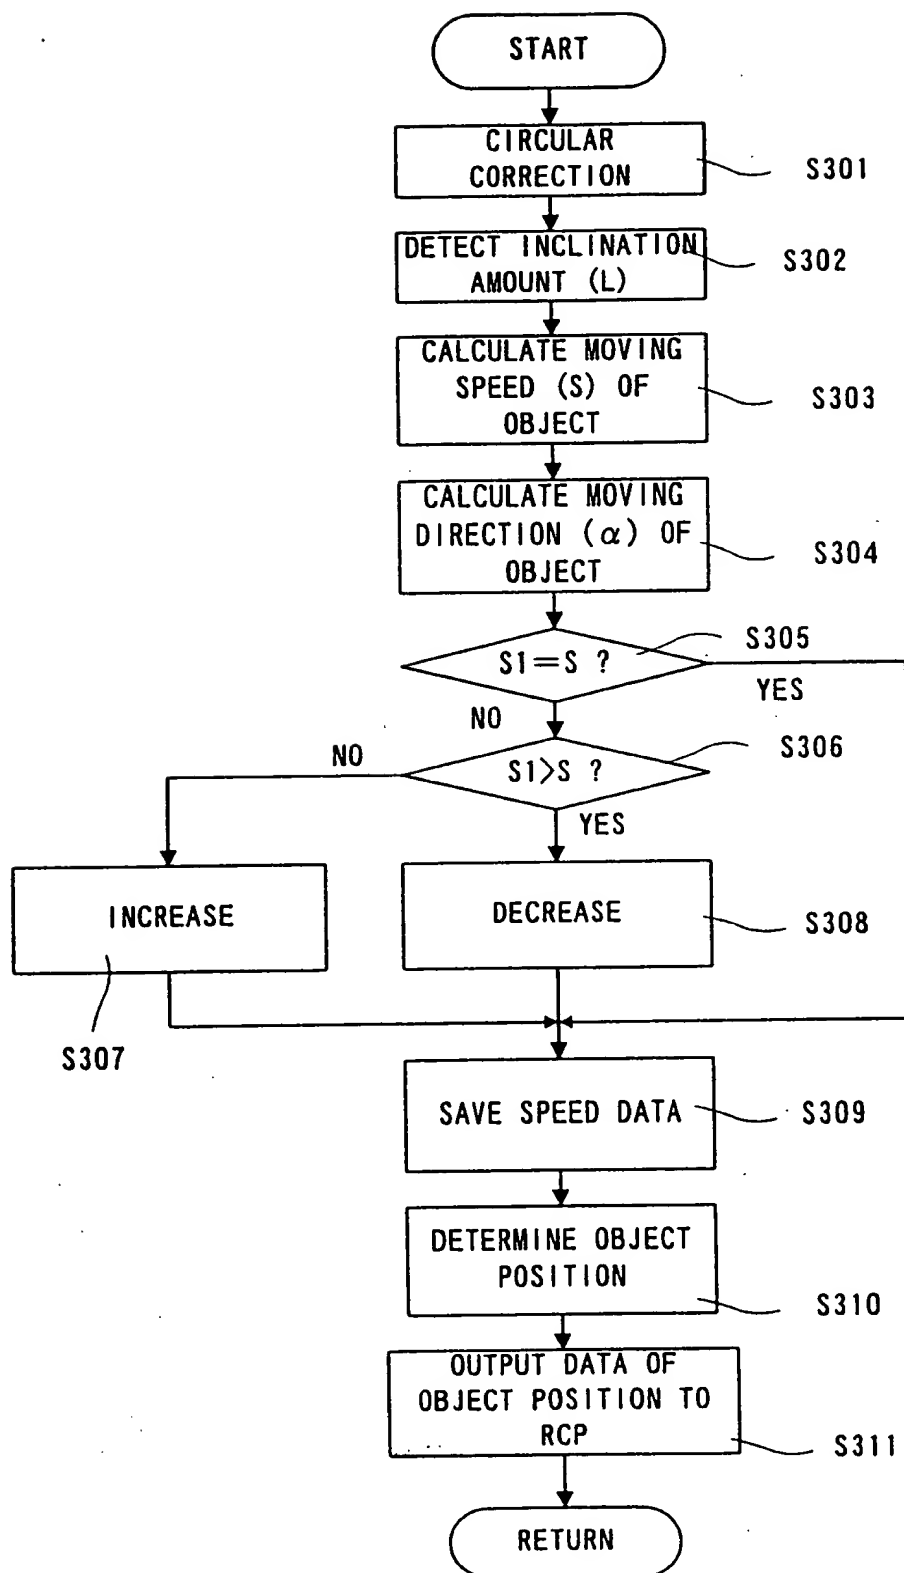 START
CIRCULAR
CORRECTION
S301
DETECT INCLINATION
AMOUNT (L)
S302
CALCULATE MOVING
SPEED (S) OF
OBJECT
S303
CALCULATE MOVING
DIRECTION (α) OF
OBJECT
S304
S1=S ?
S305
YES
NO
S1>S ?
S306
NO
YES
INCREASE
S307
DECREASE
S308
SAVE SPEED DATA
S309
DETERMINE OBJECT
POSITION
S310
OUTPUT DATA OF
OBJECT POSITION TO
RCP
S311
RETURN